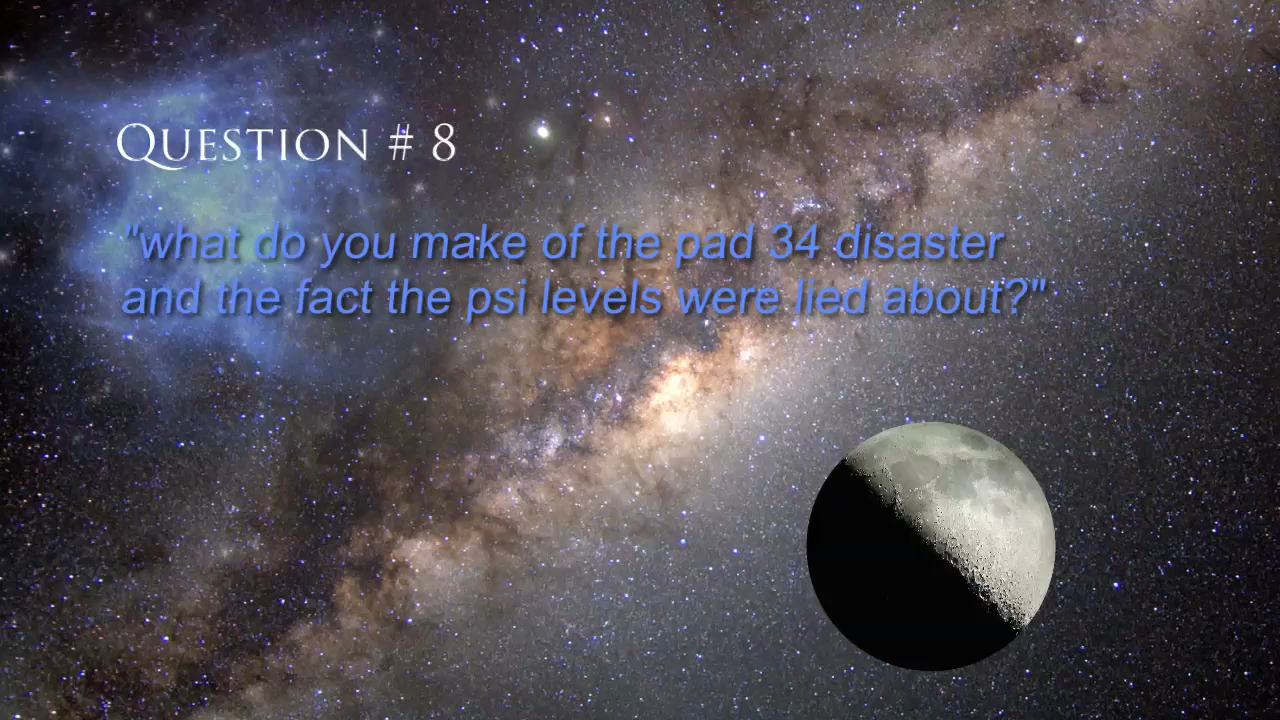 Question # 8
"what do you make of the pad 34 disaster
and the fact the psi levels were lied about?"